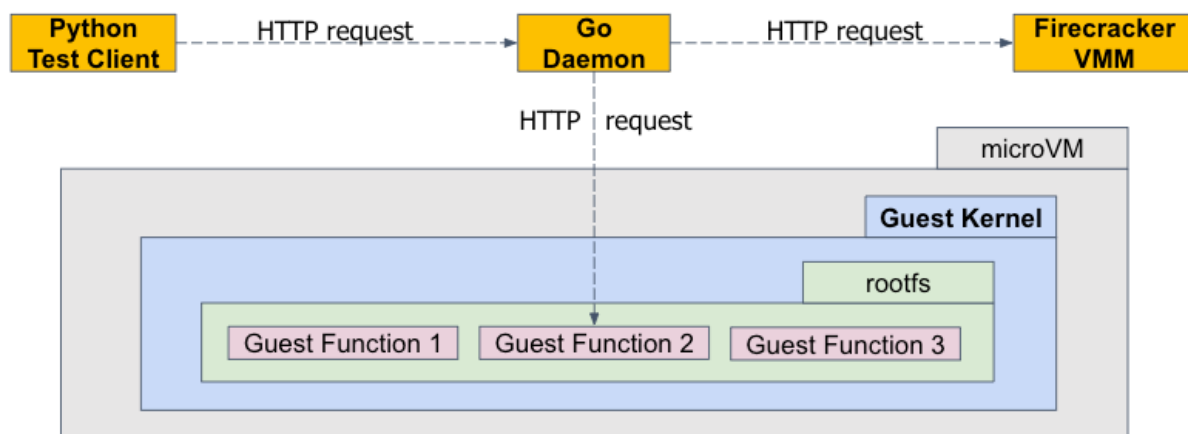 Python
Test Client
HTTP request
Go
Daemon
HTTP request
Firecracker
VMM
HTTP request
microVM
Guest Kernel
rootfs
Guest Function 1
Guest Function 2
Guest Function 3